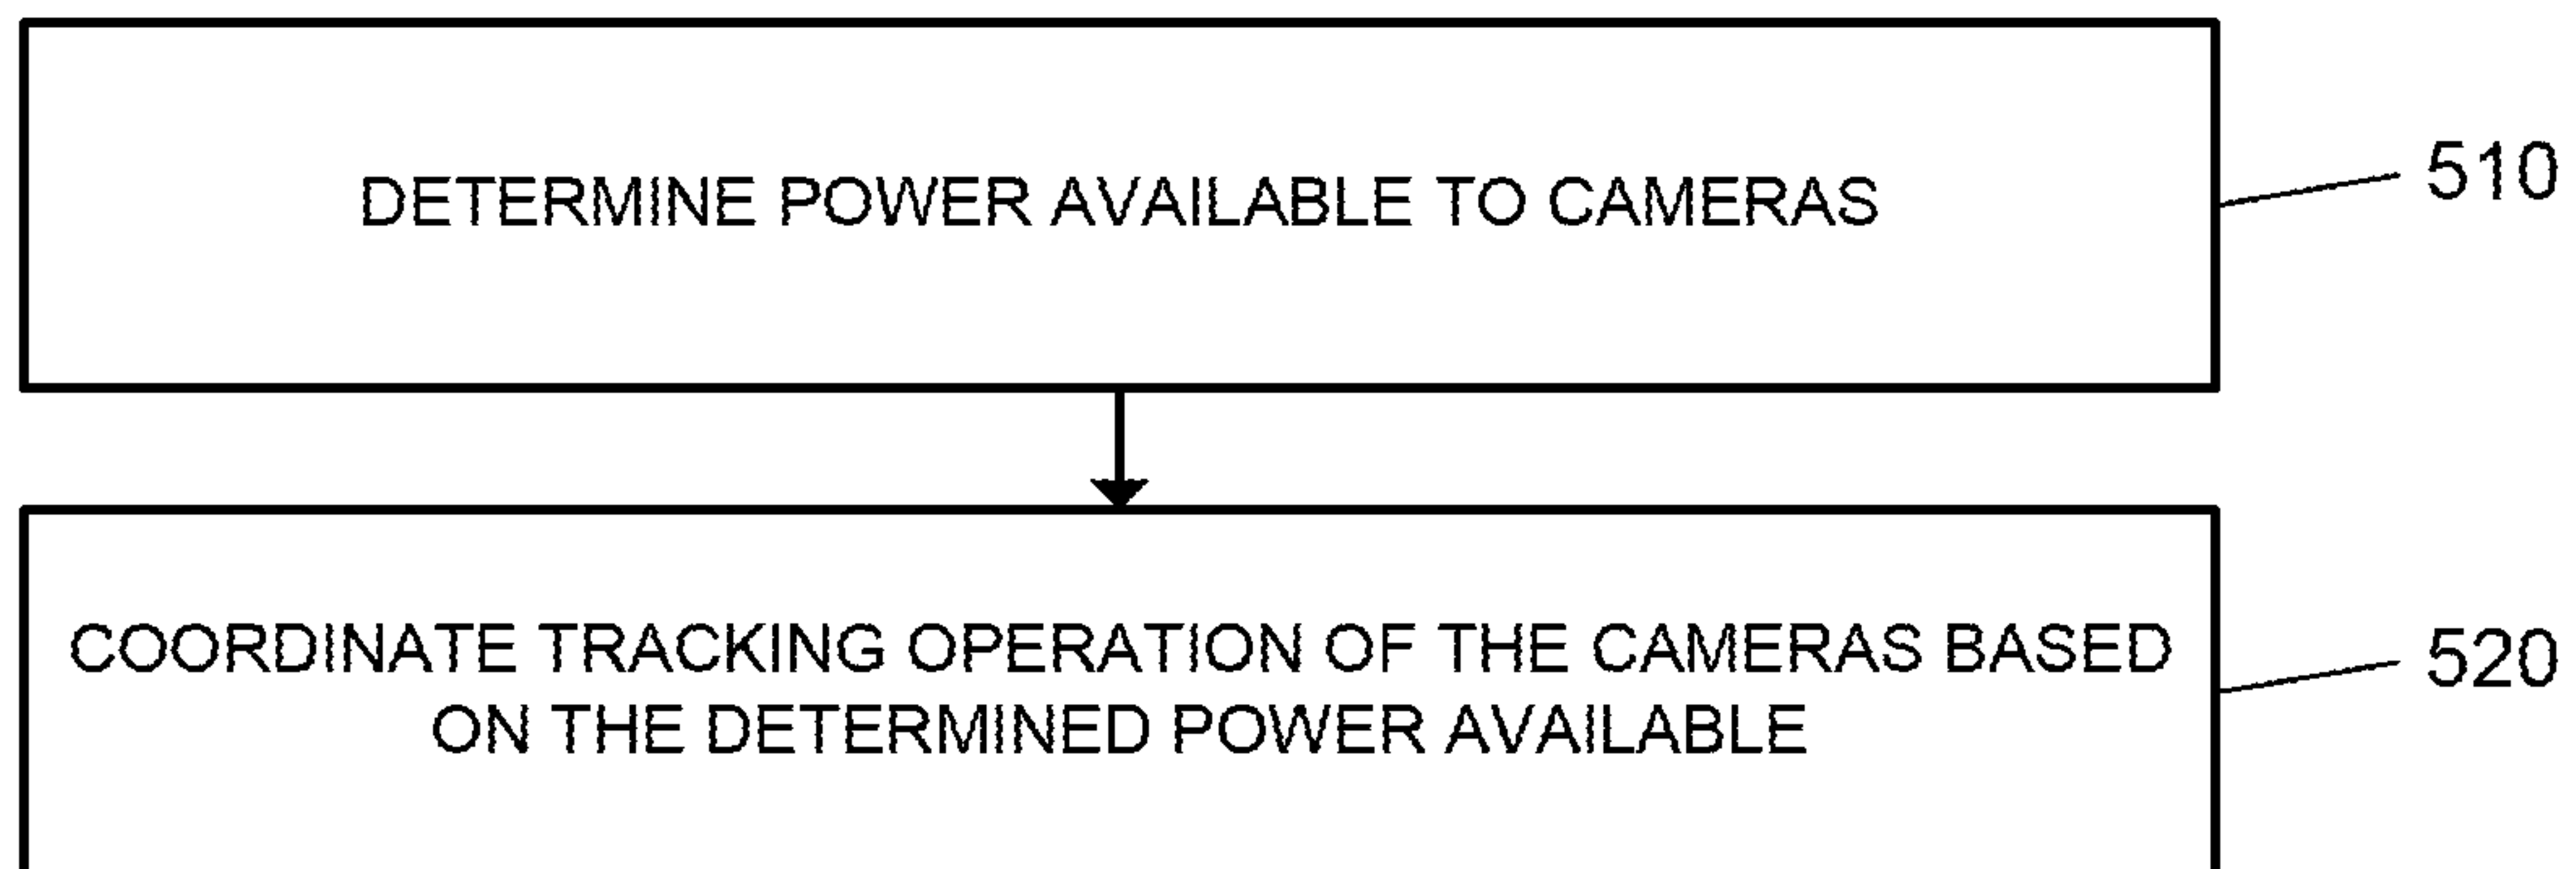 DETERMINE POWER AVAILABLE TO CAMERAS
510
COORDINATE TRACKING OPERATION OF THE CAMERAS BASED
ON THE DETERMINED POWER AVAILABLE
520